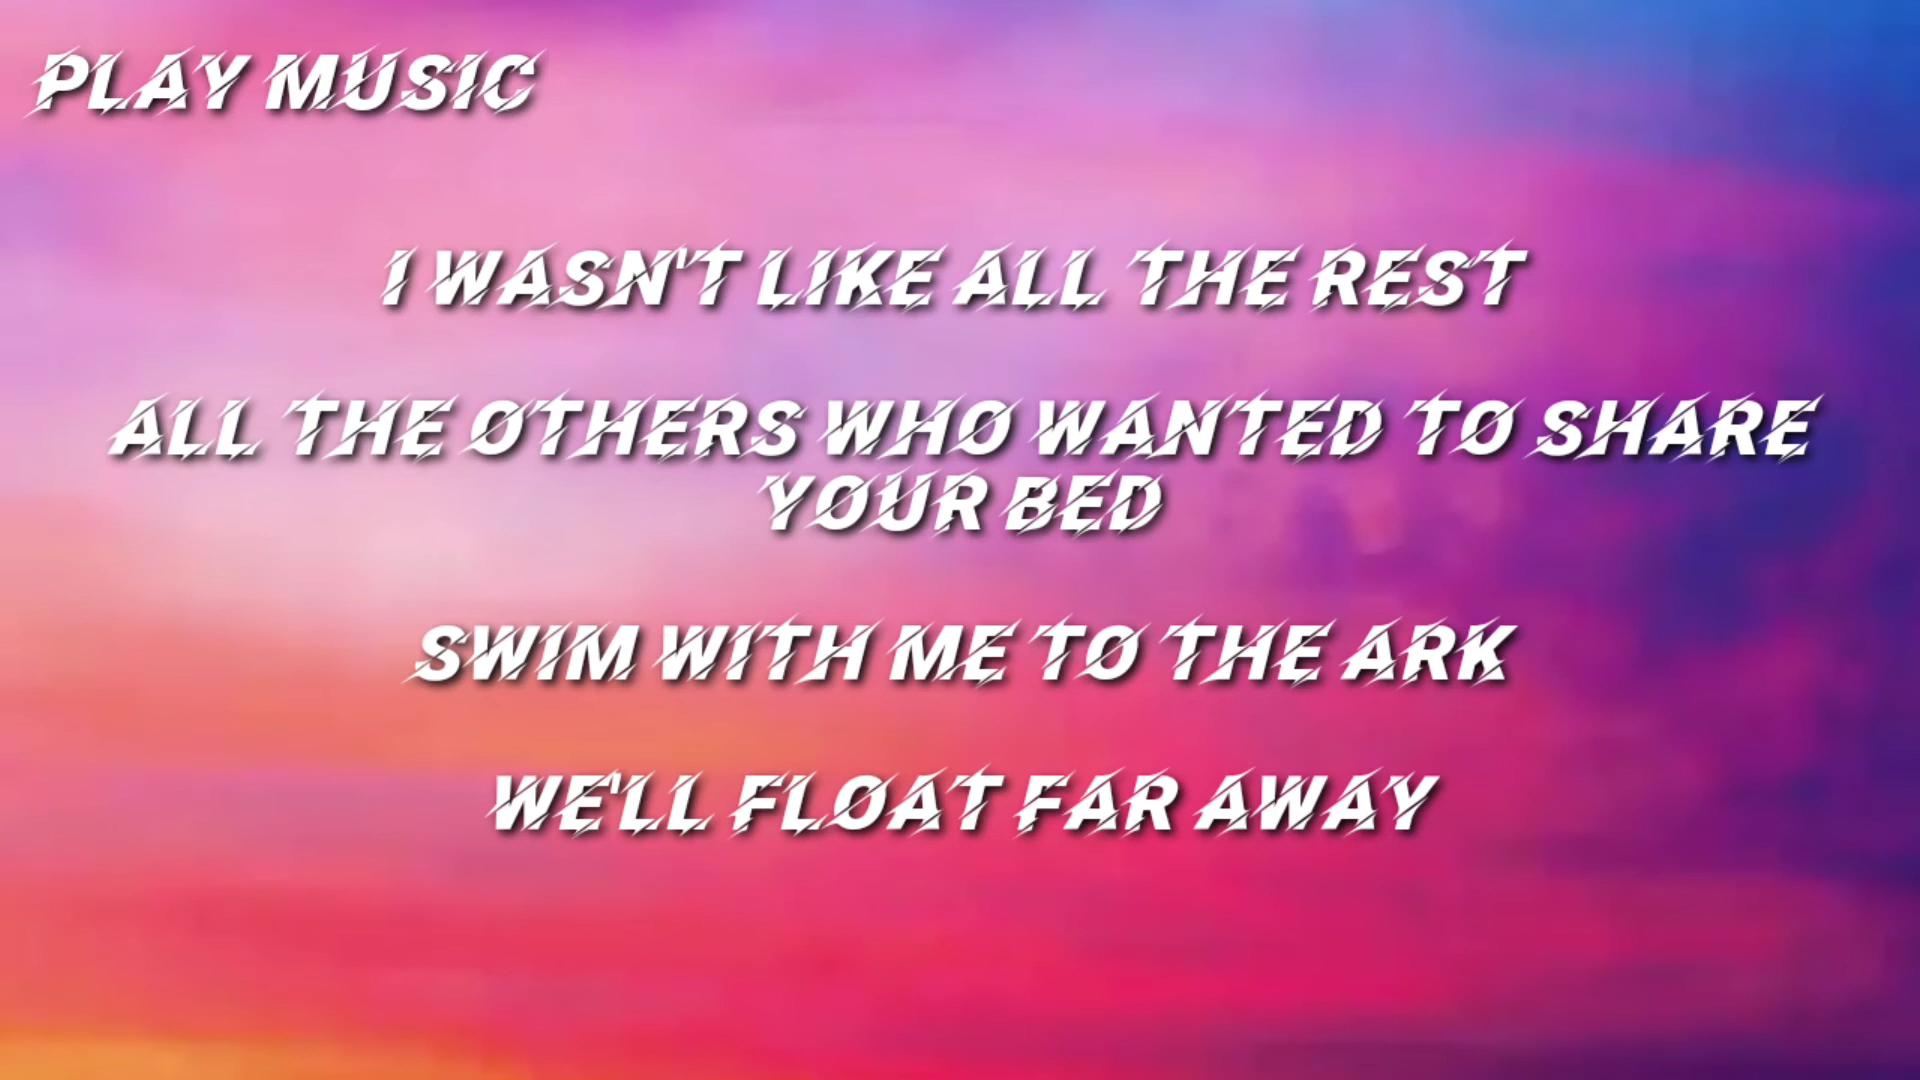 PLAY MUSIC
I WASN'T LIKE ALL THE REST
ALL THE OTHERS WHO WANTED TO SHARE
YOUR BED
SWIM WITH ME TO THE ARK
WE'LL FLOAT FAR AWAY